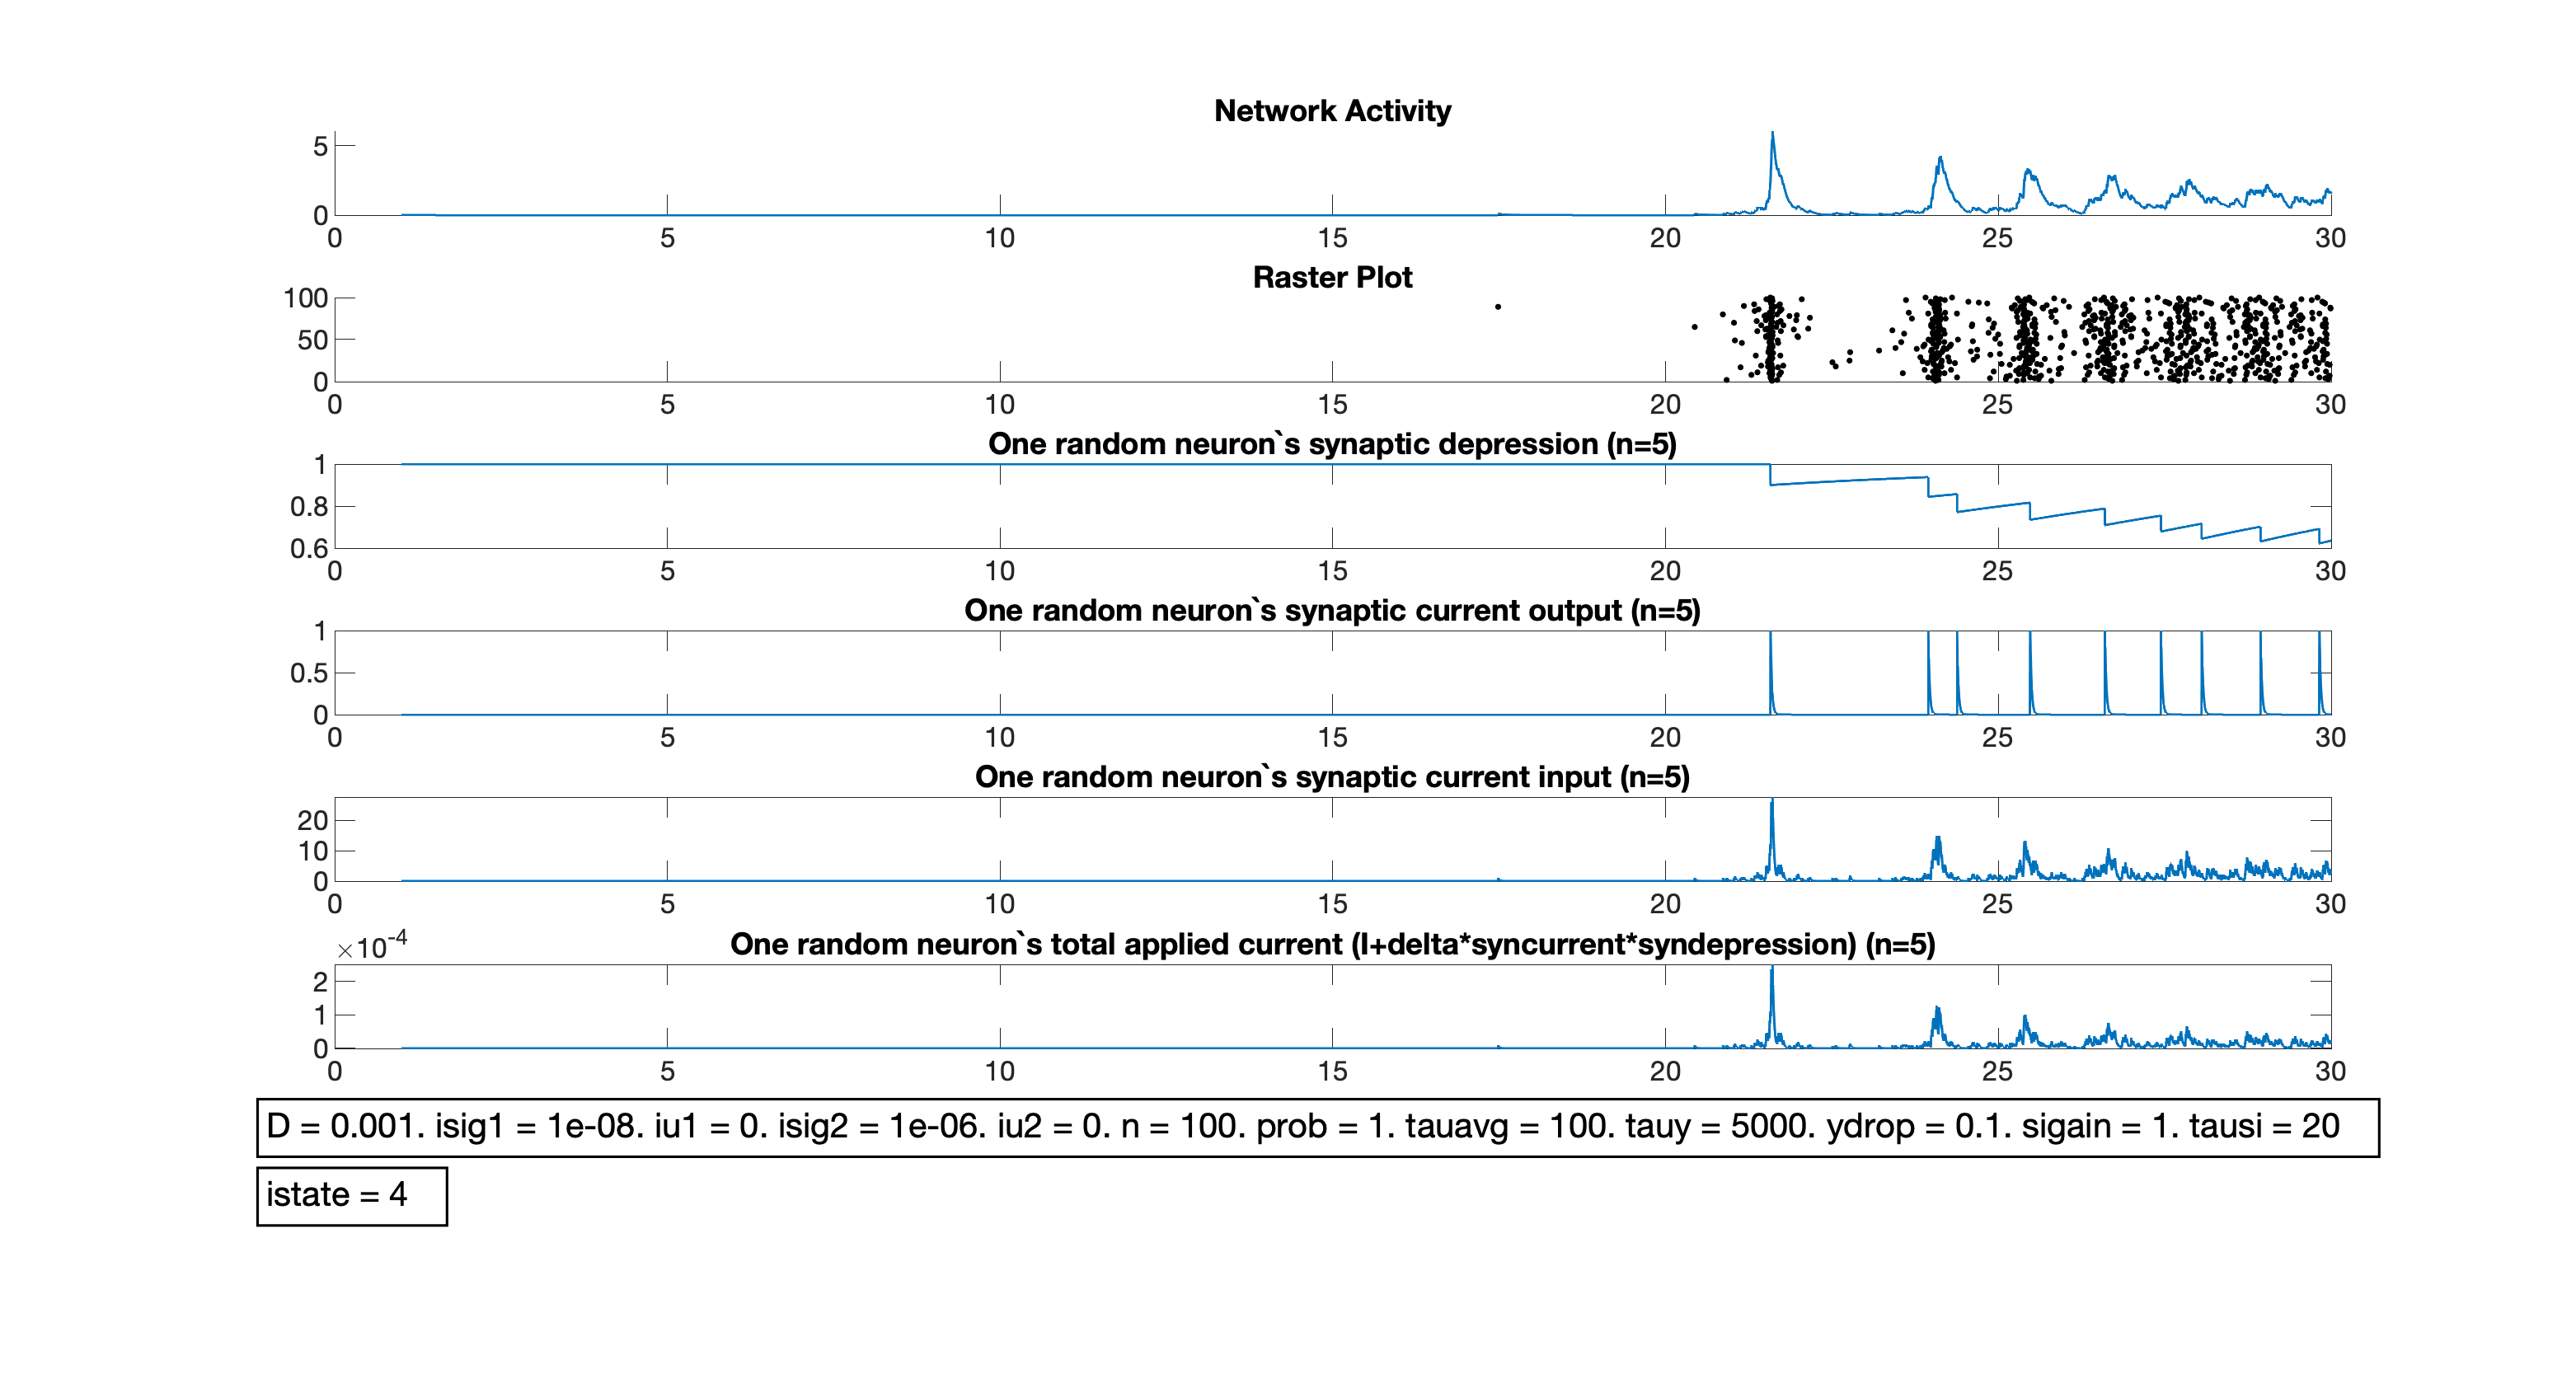 Network Activity
5
0
0 5 10 15 20 25 30
Raster Plot
100
50
0
0 5 10 15 20 25 30
One random neuron`s synaptic depression (n=5)
1
0.8
0.6
0 5 10 15 20 25 30
One random neuron`s synaptic current output (n=5)
1
0.5
0
0 5 10 15 20 25 30
One random neuron`s synaptic current input (n=5)
20
10
0
0 5 10 15 20 25 30
×10-4 One random neuron`s total applied current (I+delta*syncurrent*syndepression) (n=5)
2
1
0
0 5 10 15 20 25 30
D = 0.001. isig1 = 1e-08. iu1 = 0. isig2 = 1e-06. iu2 = 0. n = 100. prob = 1. tauavg = 100. tauy = 5000. ydrop = 0.1. sigain = 1. tausi = 20
istate = 4